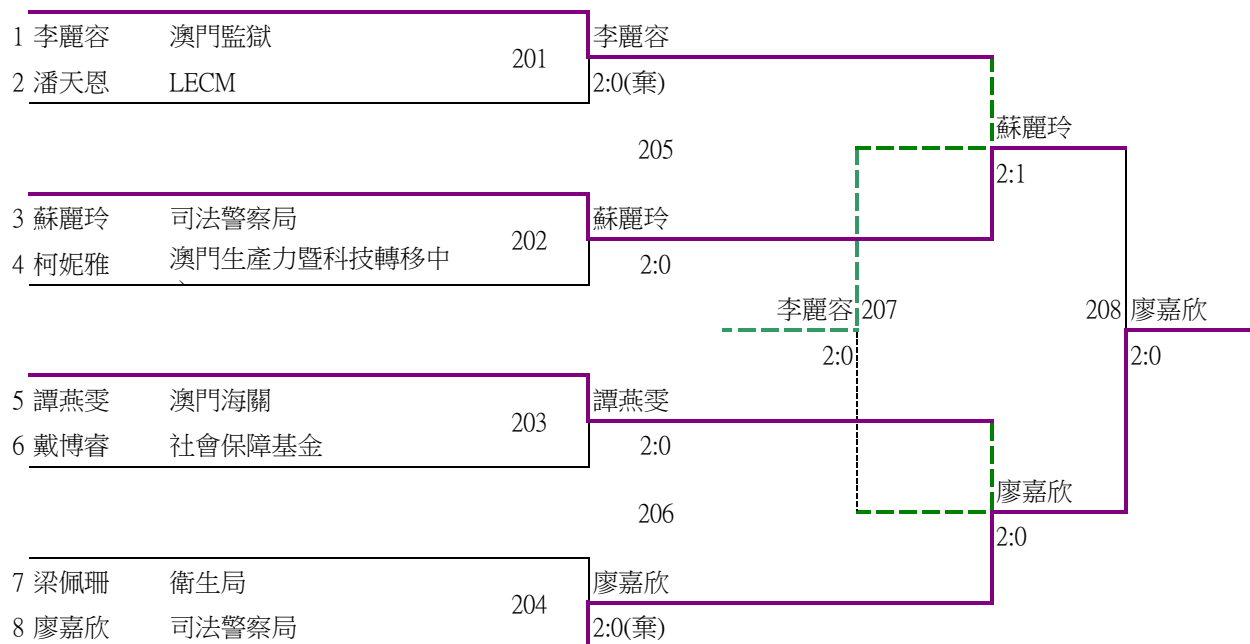 1 李麗容 澳門監獄
李麗容
201
2 潘天恩 LECM
2:0(棄)
蘇麗玲
205
2:1
3 蘇麗玲 司法警察局
蘇麗玲
202
4 柯妮雅 澳門生產力暨科技轉移中
2:0
李麗容 207
208 廖嘉欣
2:0
2:0
5 譚燕雯 澳門海關
譚燕雯
203
6 戴博睿 社會保障基金
2:0
廖嘉欣
206
2:0
7 梁佩珊 衛生局
廖嘉欣
204
8 廖嘉欣 司法警察局
2:0(棄)